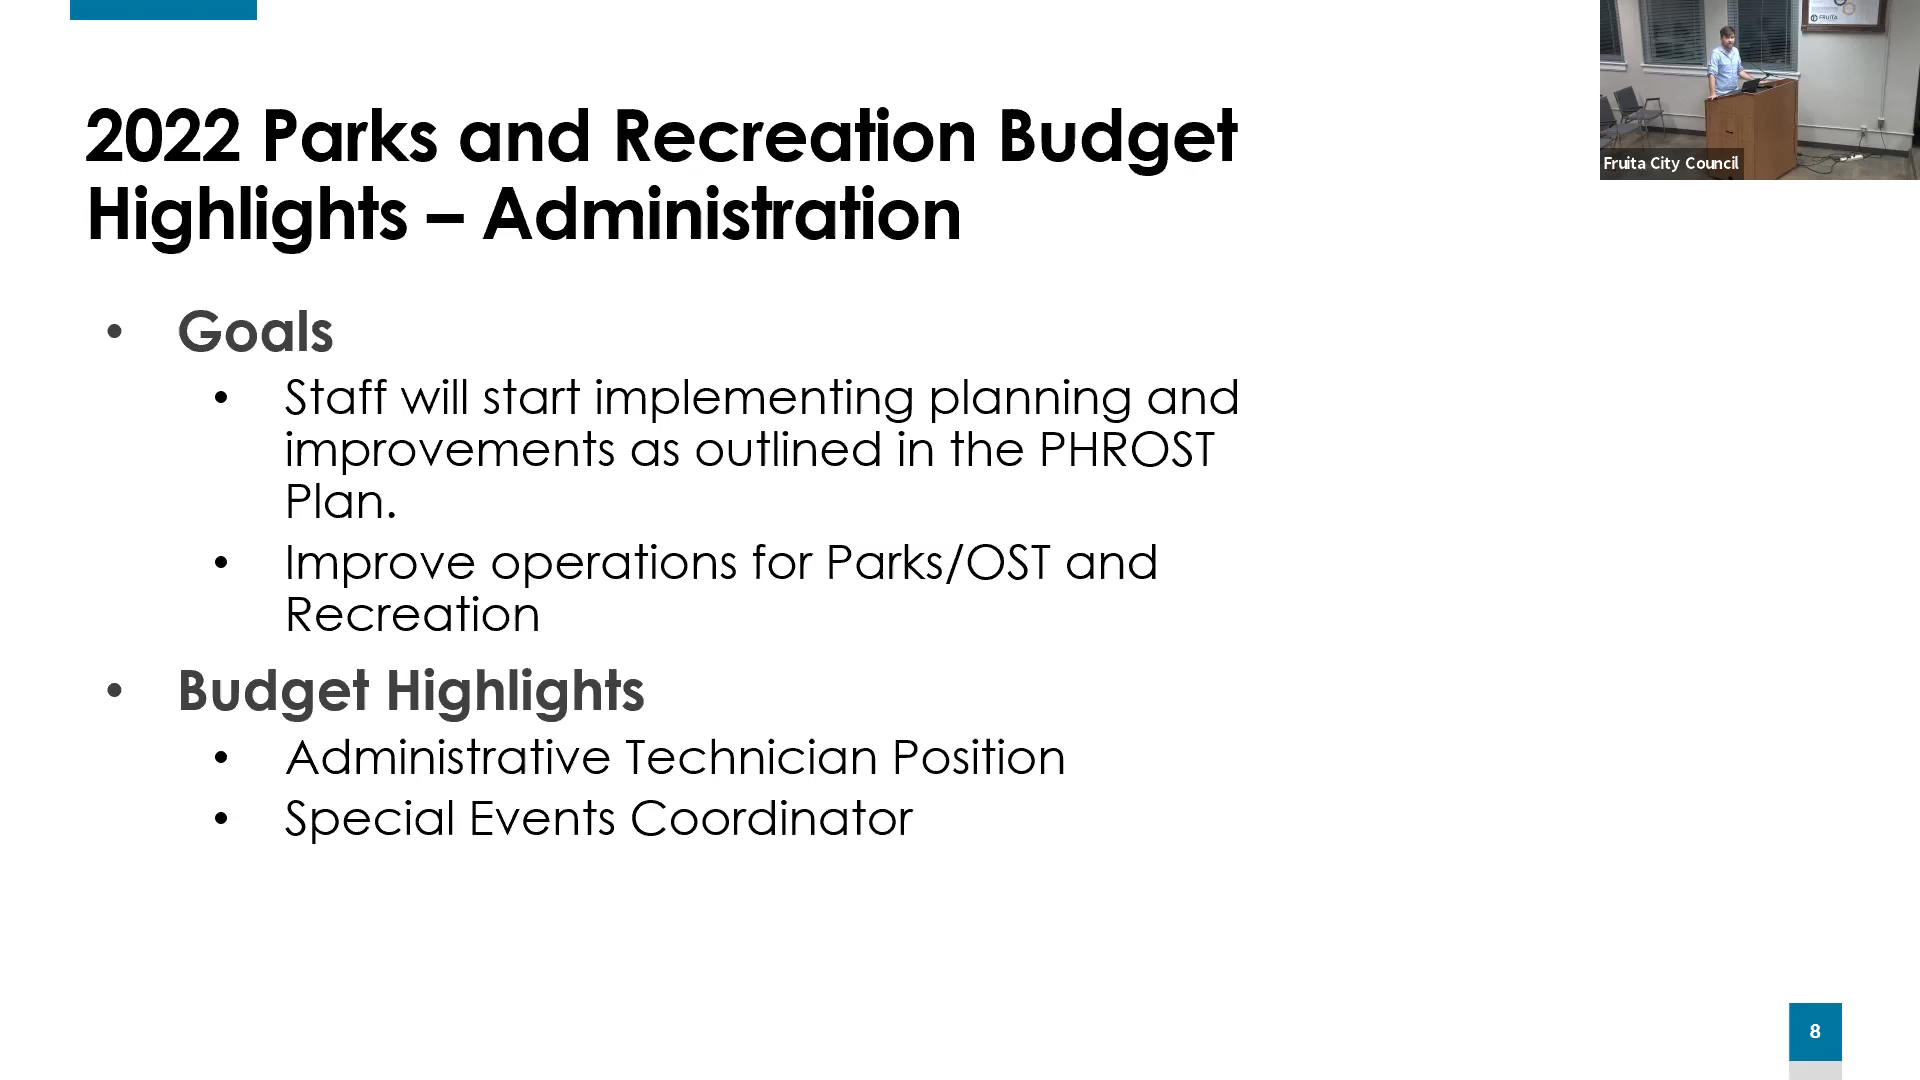 2022 Parks and Recreation Budget
Highlights – Administration
• Goals
• Staff will start implementing planning and
improvements as outlined in the PHROST
Plan.
• Improve operations for Parks/OST and
Recreation
• Budget Highlights
• Administrative Technician Position
• Special Events Coordinator
8
FRUITA
Fruita City Council